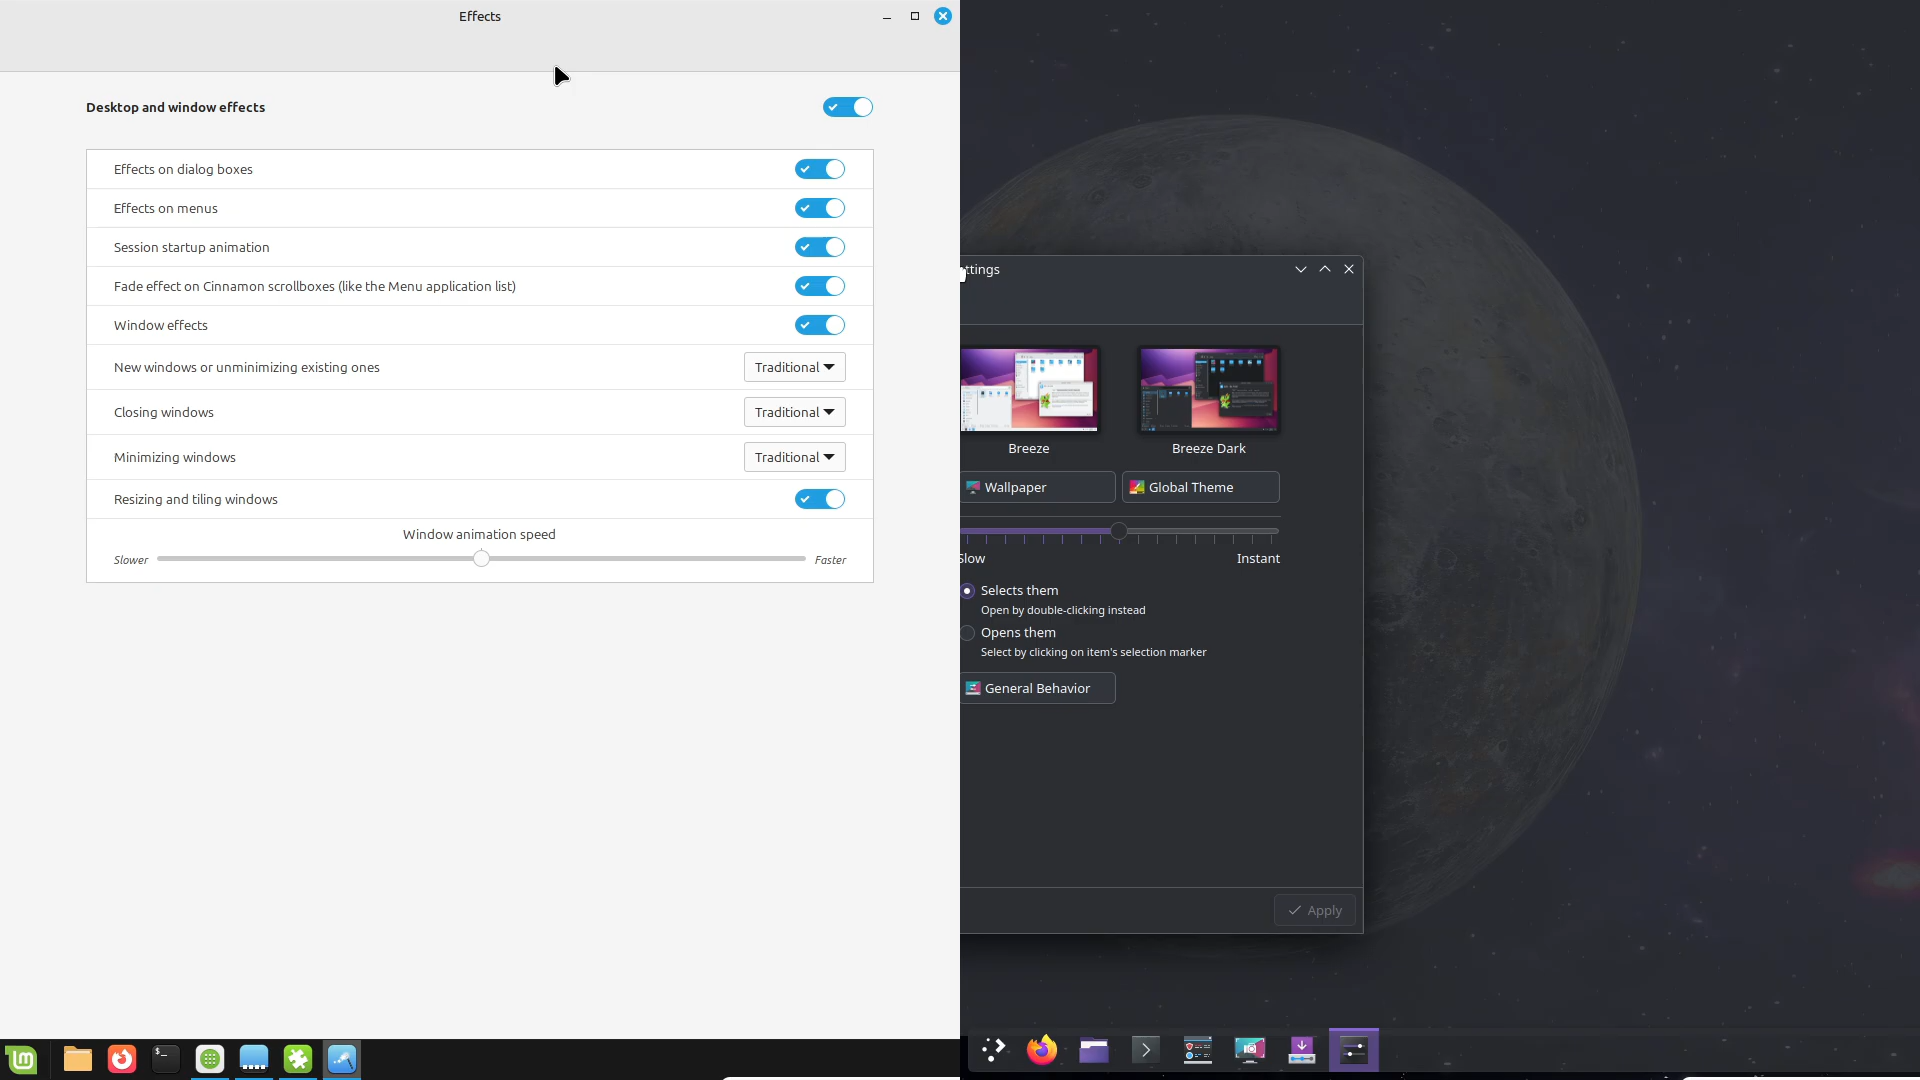 Effects
Desktop and window effects
Effects on dialog boxes
Effects on menus
Session startup animation
Fade effect on Cinnamon scrollboxes (like the Menu application list)
Window effects
New windows or unminimizing existing ones
Traditional
Closing windows
Traditional
Minimizing windows
Traditional
Resizing and tiling windows
Window animation speed
Slower
Faster
ttings
Breeze
Breeze Dark
Wallpaper
Global Theme
Slow
Instant
Selects them
Open by double-clicking instead
Opens them
Select by clicking on item's selection marker
General Behavior
Apply